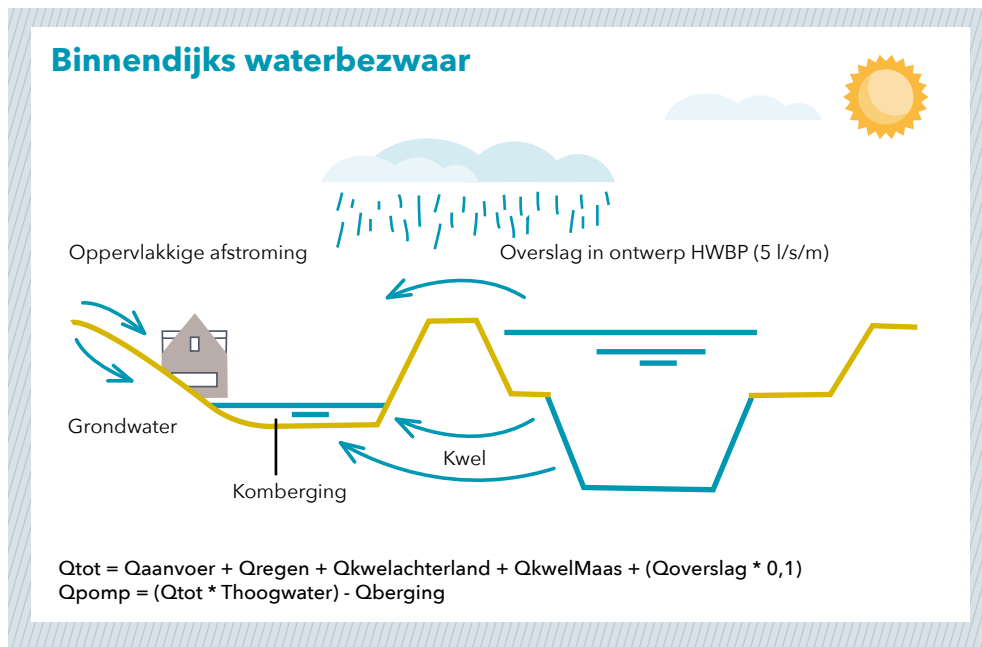 Binnendijks waterbezwaar
Oppervlakkige afstroming
Overslag in ontwerp HWBP (5 l/s/m)
Grondwater
Kwel
Komberging
Qtot = Qaanvoer + Qregen + Qkwelachterland + QkwelMaas + (Qoverslag * 0,1)
Qpomp = (Qtot * Thoogwater) - Qberging